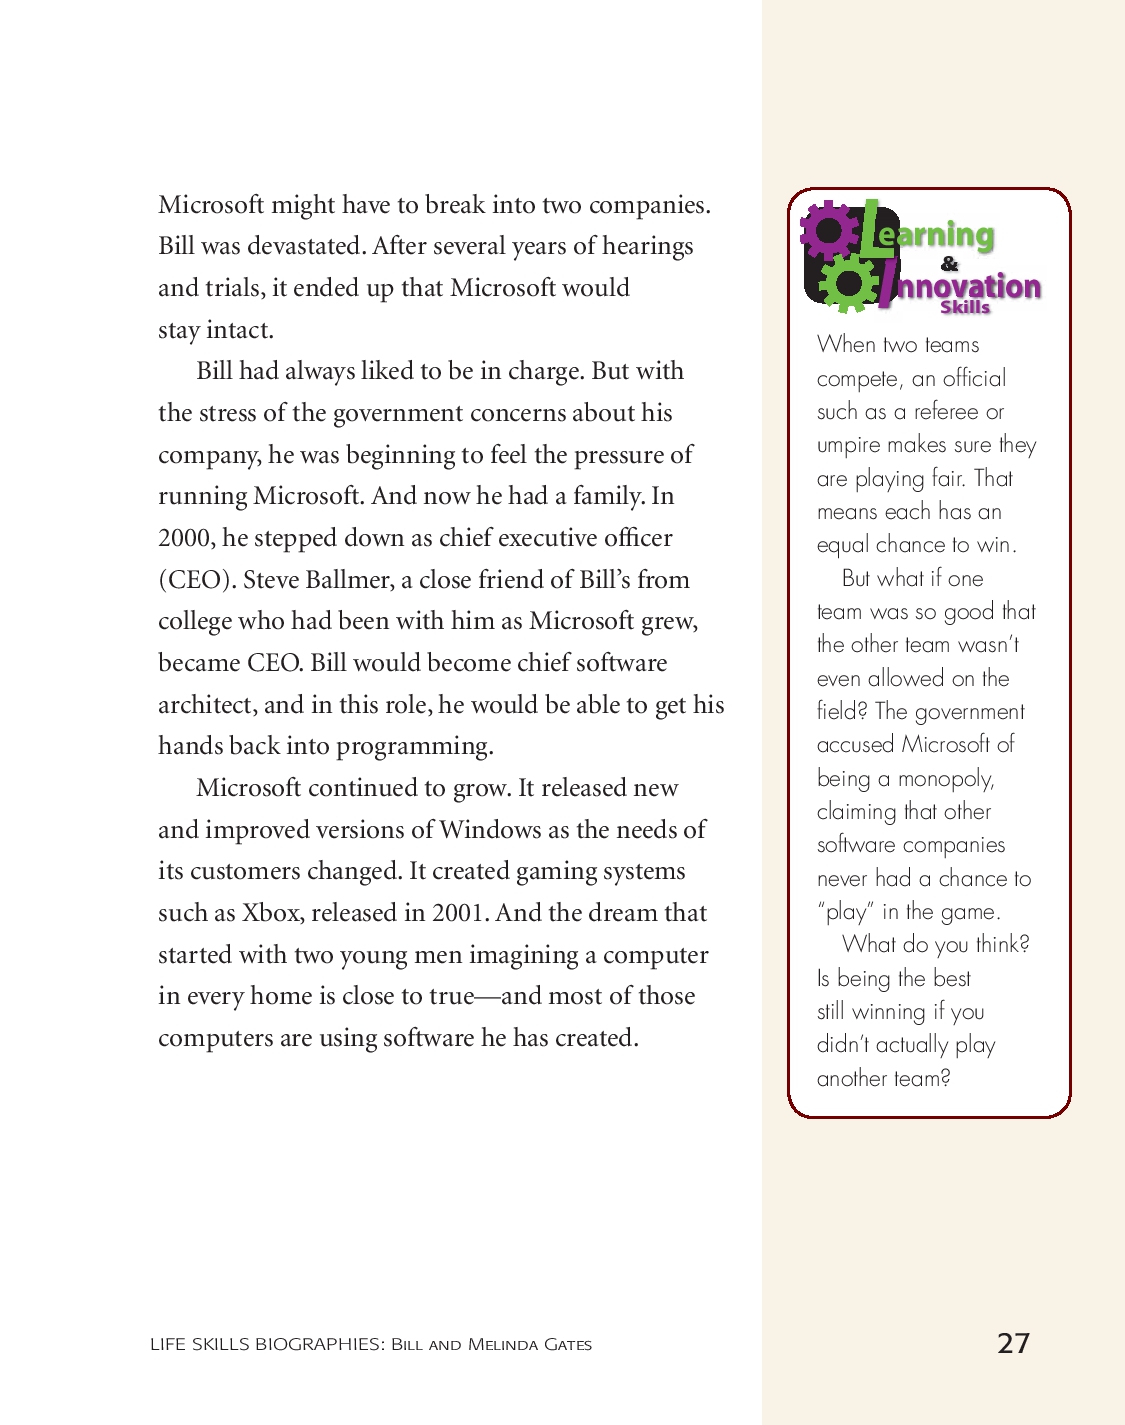 Microsoft might have to break into two companies.
Bill was devastated. After several years of hearings
and trials, it ended up that Microsoft would
stay intact.
Bill had always liked to be in charge. But with
the stress of the government concerns about his
company, he was beginning to feel the pressure of
running Microsoft. And now he had a family. In
2000, he stepped down as chief executive officer
(CEO). Steve Ballmer, a close friend of Bill’s from
college who had been with him as Microsoft grew,
became CEO. Bill would become chief software
architect, and in this role, he would be able to get his
hands back into programming.
Microsoft continued to grow. It released new
and improved versions of Windows as the needs of
its customers changed. It created gaming systems
such as Xbox, released in 2001. And the dream that
started with two young men imagining a computer
in every home is close to true—and most of those
computers are using software he has created.
Learning
&
Innovation
Skills
When two teams
compete, an official
such as a referee or
umpire makes sure they
are playing fair. That
means each has an
equal chance to win.
But what if one
team was so good that
the other team wasn’t
even allowed on the
field? The government
accused Microsoft of
being a monopoly,
claiming that other
software companies
never had a chance to
“play” in the game.
What do you think?
Is being the best
still winning if you
didn’t actually play
another team?
LIFE SKILLS BIOGRAPHIES: Bill and Melinda Gates
27